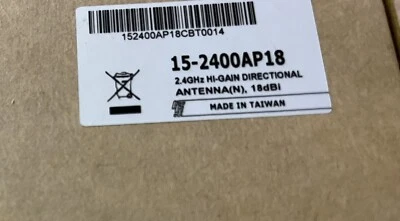 152400AP18CBT0014
15-2400AP18
2.4GHz HI-GAIN DIRECTIONAL
ANTENNA(N), 18dBi
MADE IN TAIWAN